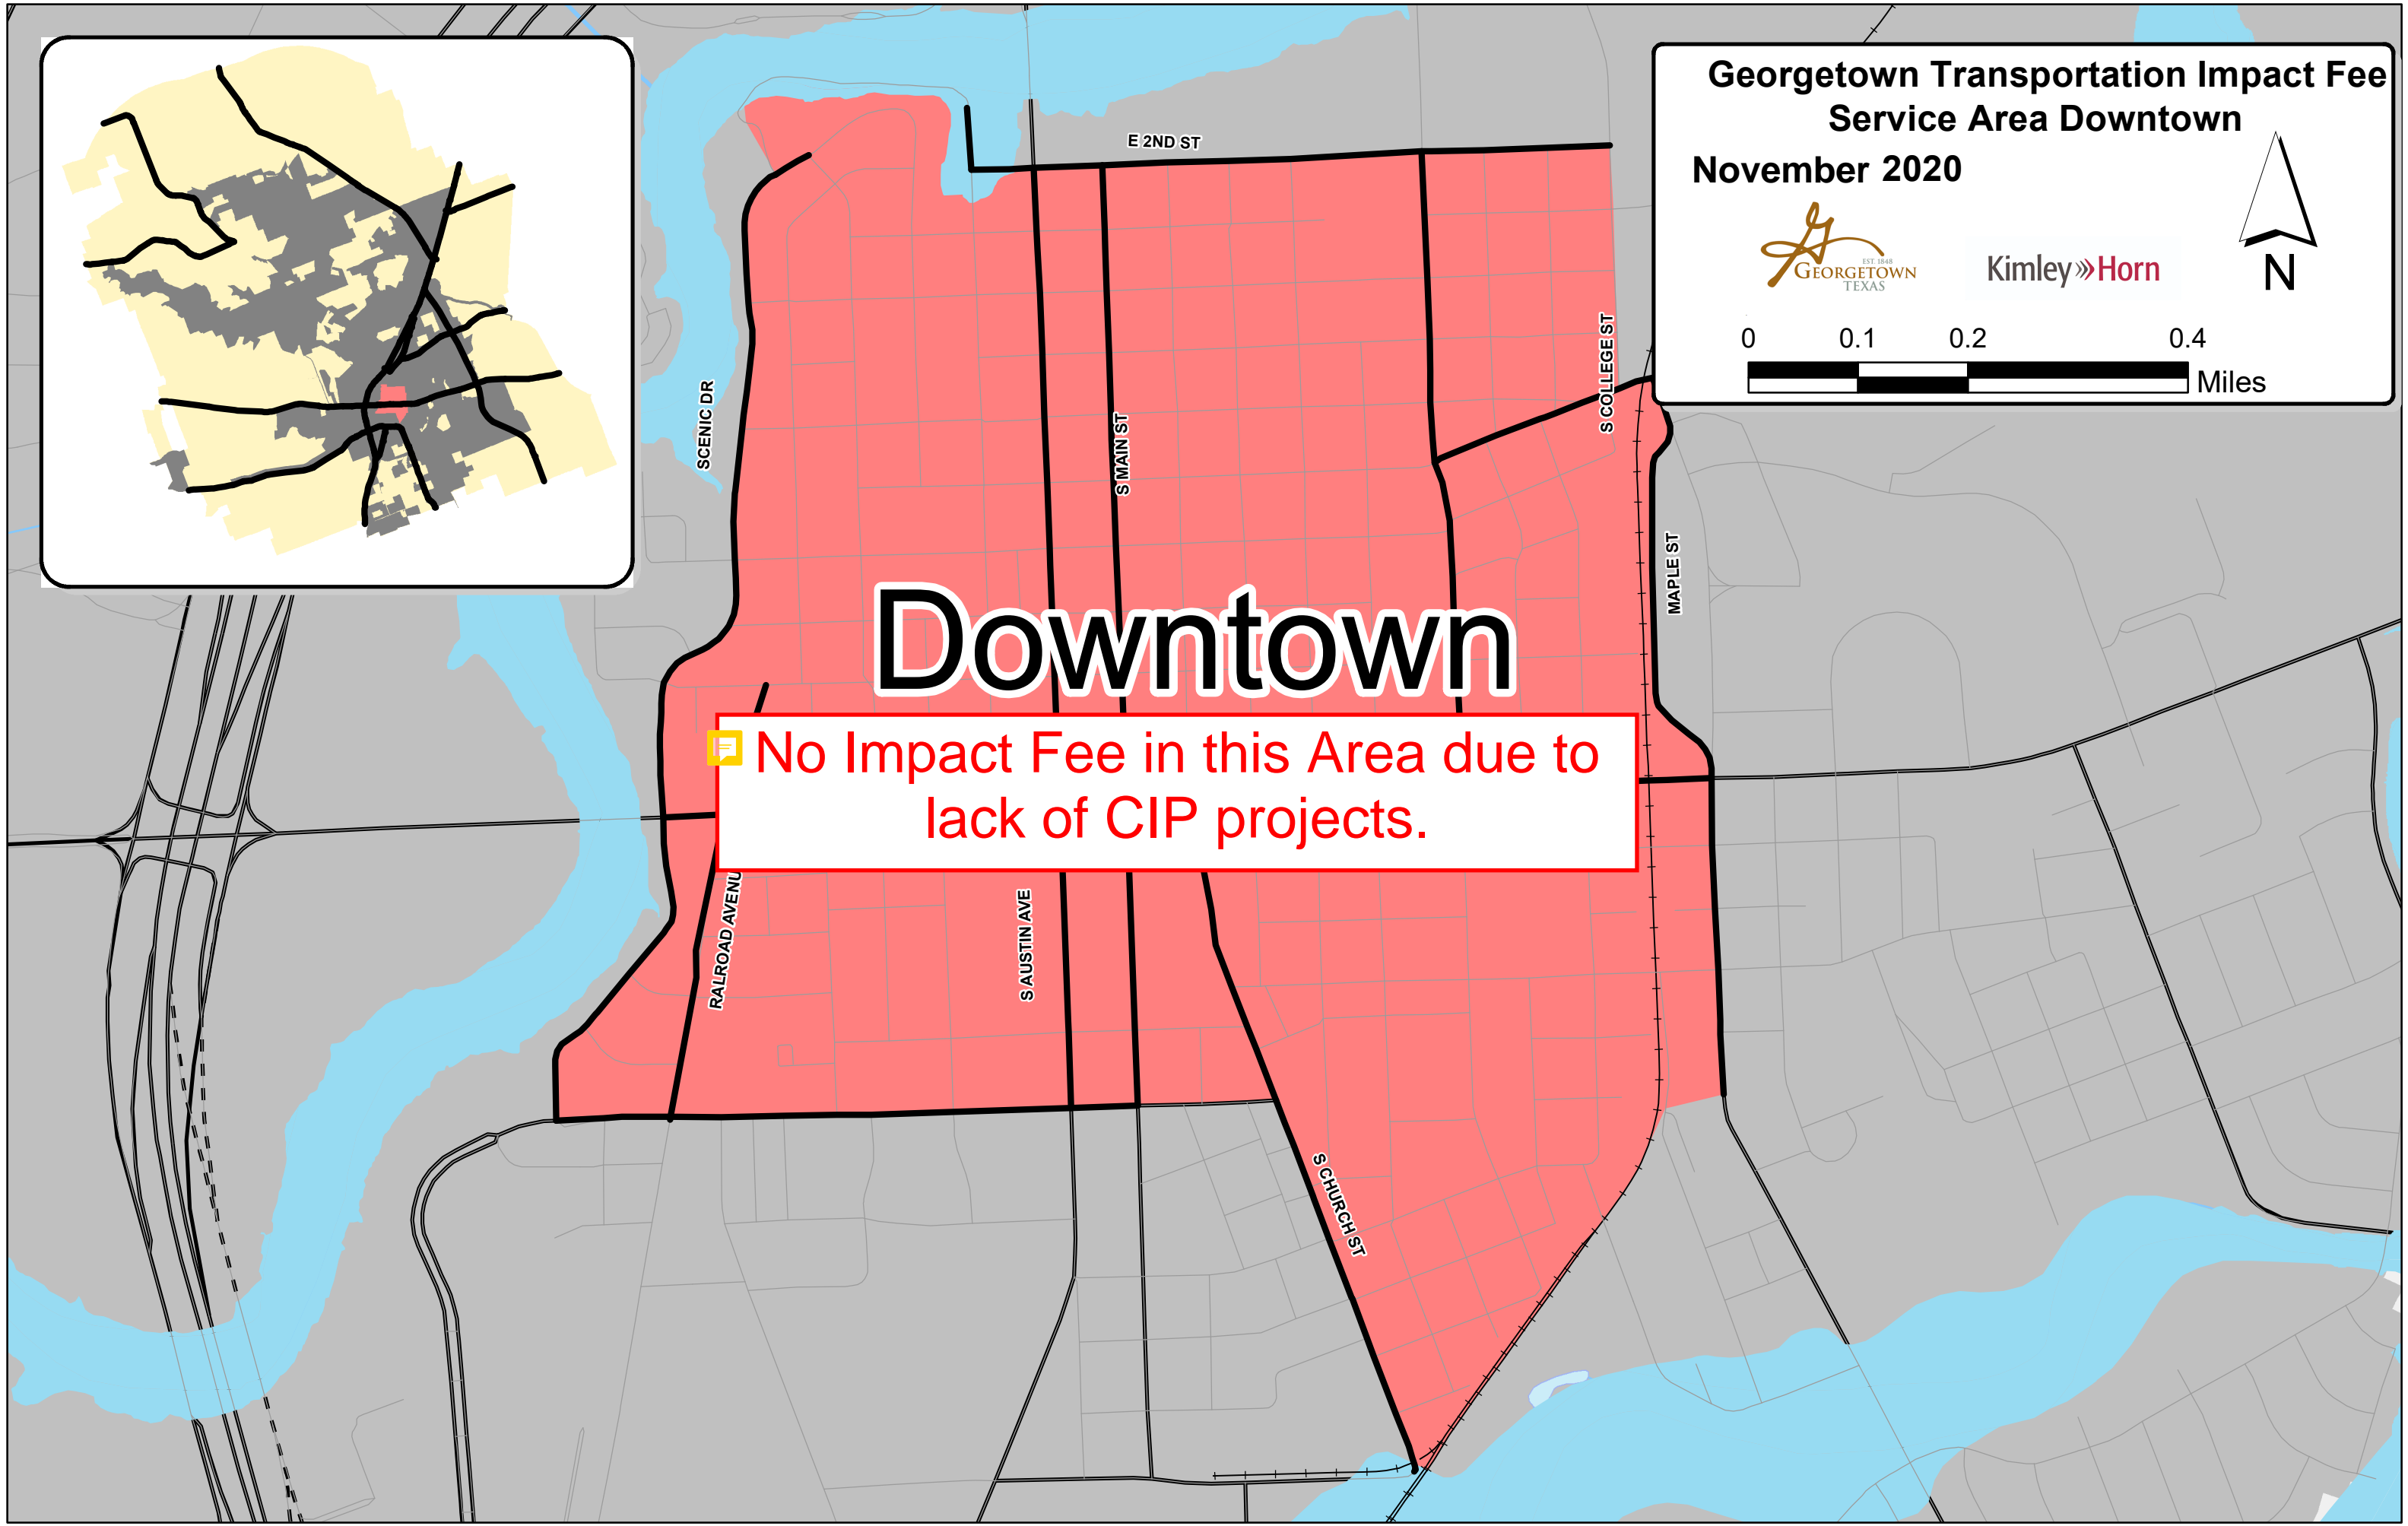 Georgetown Transportation Impact Fee
Service Area Downtown
November 2020
EST. 1848
GEORGETOWN
TEXAS
Kimley»Horn
N
0 0.1 0.2 0.4
Miles
E 2ND ST
S COLLEGE ST
SCENIC DR
S MAIN ST
MAPLE ST
Downtown
No Impact Fee in this Area due to
lack of CIP projects.
RALROAD AVENU
S AUSTIN AVE
S CHURCH ST